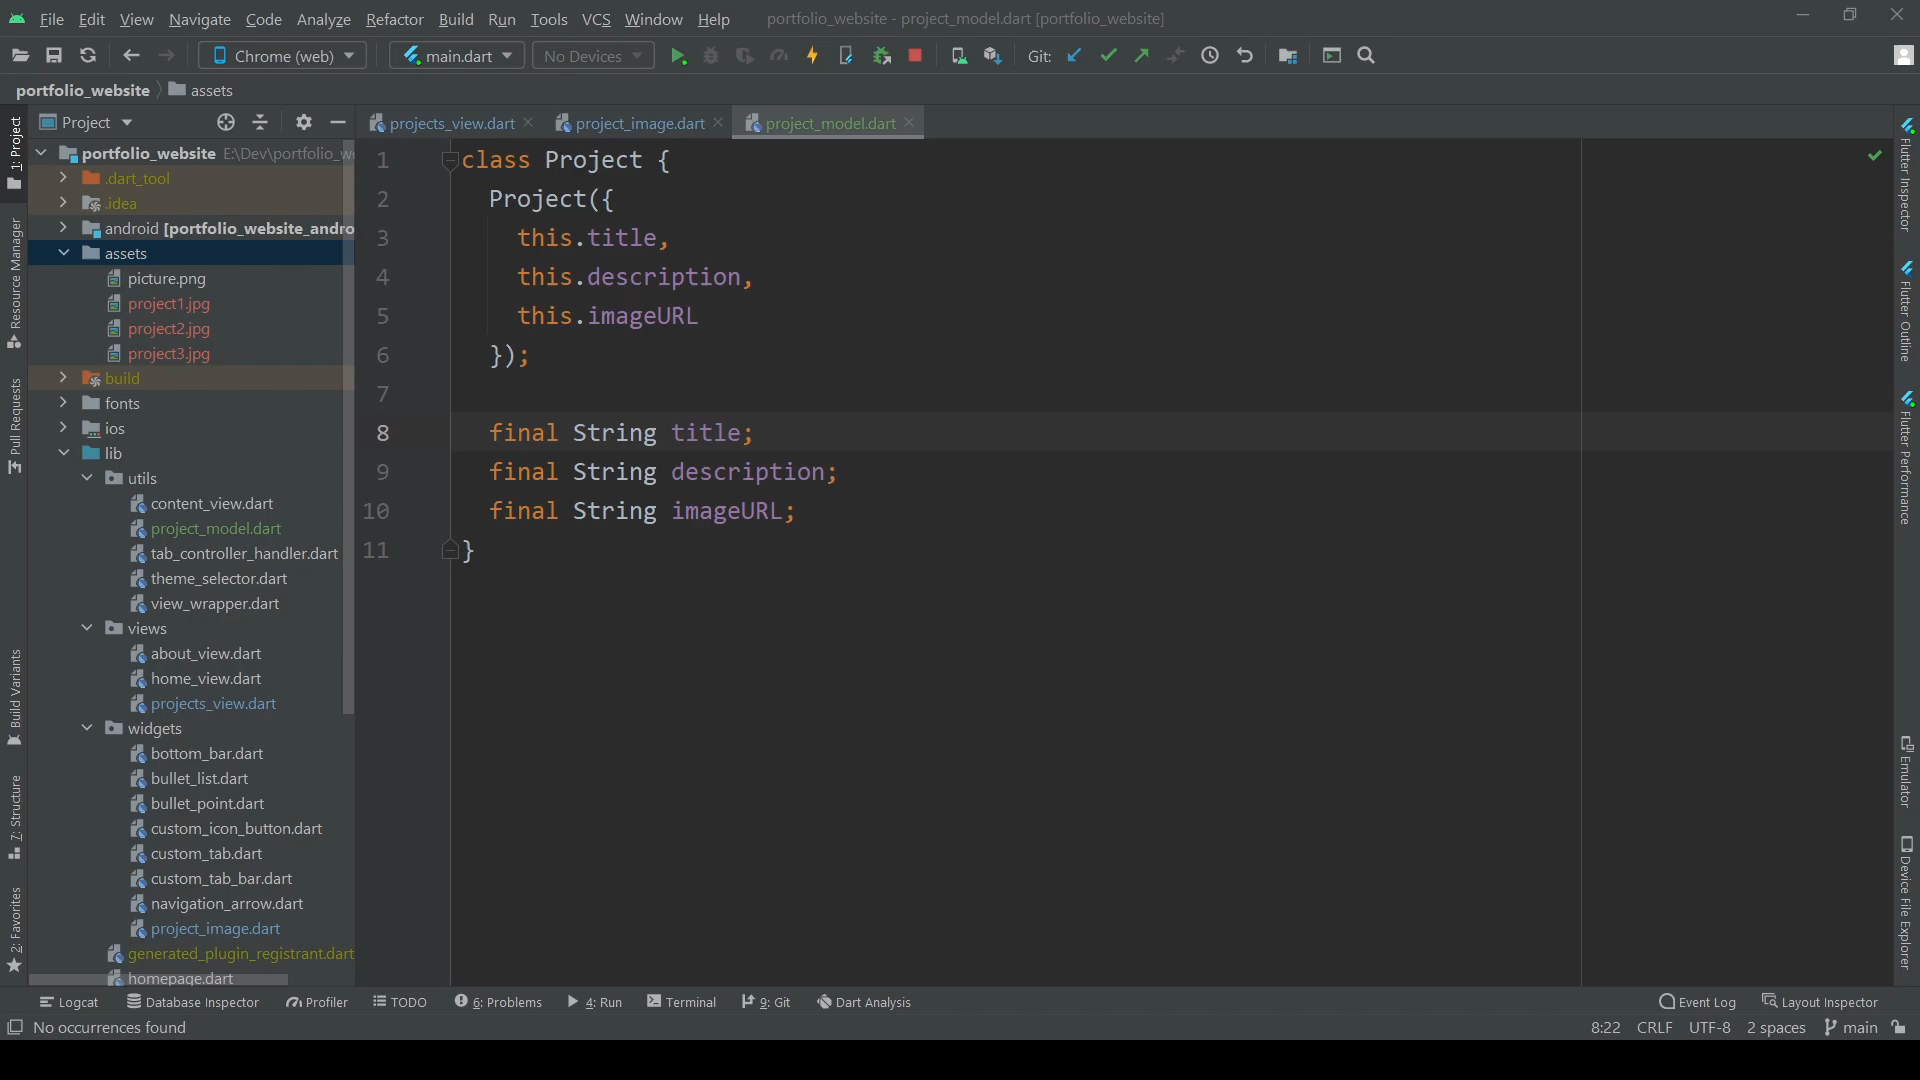 File Edit View Navigate Code Analyze Refactor Build Run Tools VCS Window Help portfolio_website - project_model.dart [portfolio_website]
Chrome (web) main.dart No Devices Git:
portfolio_website assets
1: Project
Resource Manager
Pull Requests
Build Variants
7: Structure
2: Favorites
Project
portfolio_website E:\Dev\portfolio_w
.dart_tool
.idea
android [portfolio_website_andro
assets
picture.png
project1.jpg
project2.jpg
project3.jpg
build
fonts
ios
lib
utils
content_view.dart
project_model.dart
tab_controller_handler.dart
theme_selector.dart
view_wrapper.dart
views
about_view.dart
home_view.dart
projects_view.dart
widgets
bottom_bar.dart
bullet_list.dart
bullet_point.dart
custom_icon_button.dart
custom_tab.dart
custom_tab_bar.dart
navigation_arrow.dart
project_image.dart
generated_plugin_registrant.dart
homepage.dart
projects_view.dart project_image.dart project_model.dart
1 class Project {
2 Project({
3 this.title,
4 this.description,
5 this.imageURL
6 });
7
8 final String title;
9 final String description;
10 final String imageURL;
11 }
Flutter Inspector
Flutter Outline
Flutter Performance
Emulator
Device File Explorer
Logcat Database Inspector Profiler TODO 6: Problems 4: Run Terminal 9: Git Dart Analysis Event Log Layout Inspector
No occurrences found 8:22 CRLF UTF-8 2 spaces main